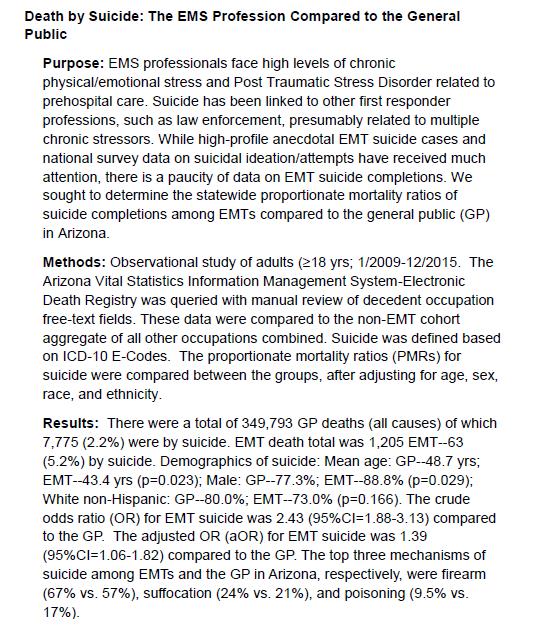 Death by Suicide: The EMS Profession Compared to the General
Public
Purpose: EMS professionals face high levels of chronic
physical/emotional stress and Post Traumatic Stress Disorder related to
prehospital care. Suicide has been linked to other first responder
professions, such as law enforcement, presumably related to multiple
chronic stressors. While high-profile anecdotal EMT suicide cases and
national survey data on suicidal ideation/attempts have received much
attention, there is a paucity of data on EMT suicide completions. We
sought to determine the statewide proportionate mortality ratios of
suicide completions among EMTs compared to the general public (GP)
in Arizona.
Methods: Observational study of adults (≥18 yrs; 1/2009-12/2015. The
Arizona Vital Statistics Information Management System-Electronic
Death Registry was queried with manual review of decedent occupation
free-text fields. These data were compared to the non-EMT cohort
aggregate of all other occupations combined. Suicide was defined based
on ICD-10 E-Codes. The proportionate mortality ratios (PMRs) for
suicide were compared between the groups, after adjusting for age, sex,
race, and ethnicity.
Results: There were a total of 349,793 GP deaths (all causes) of which
7,775 (2.2%) were by suicide. EMT death total was 1,205 EMT--63
(5.2%) by suicide. Demographics of suicide: Mean age: GP--48.7 yrs;
EMT--43.4 yrs (p=0.023); Male: GP--77.3%; EMT--88.8% (p=0.029);
White non-Hispanic: GP--80.0%; EMT--73.0% (p=0.166). The crude
odds ratio (OR) for EMT suicide was 2.43 (95%CI=1.88-3.13) compared
to the GP. The adjusted OR (aOR) for EMT suicide was 1.39
(95%CI=1.06-1.82) compared to the GP. The top three mechanisms of
suicide among EMTs and the GP in Arizona, respectively, were firearm
(67% vs. 57%), suffocation (24% vs. 21%), and poisoning (9.5% vs.
17%).